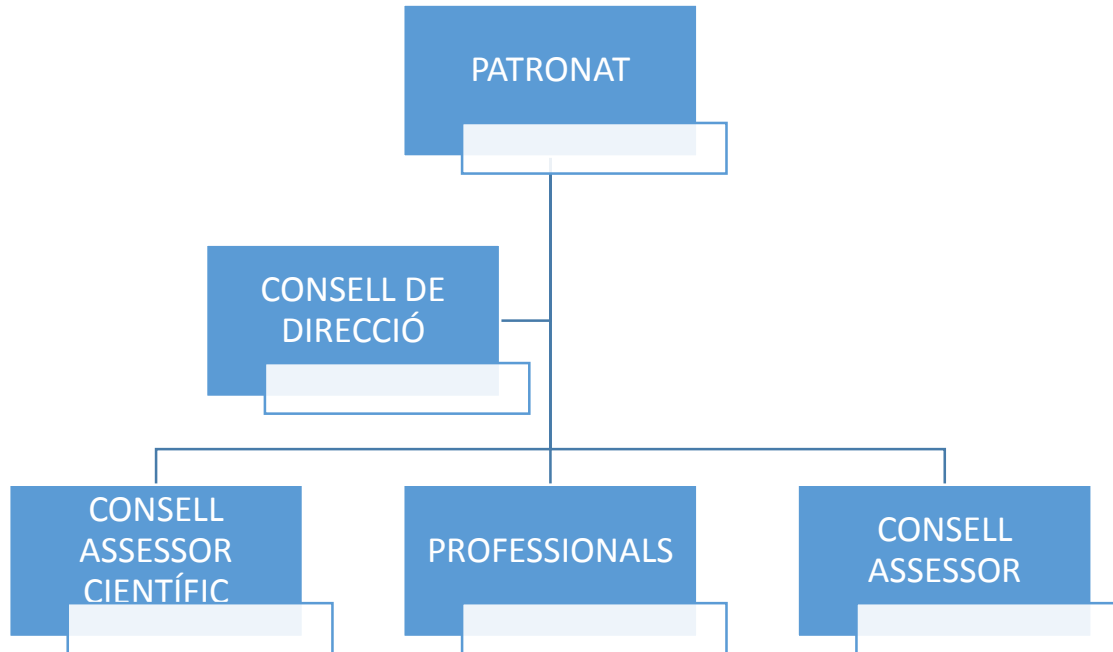 PATRONAT
CONSELL DE
DIRECCIÓ
CONSELL
ASSESSOR
CIENTÍFIC
PROFESSIONALS
CONSELL
ASSESSOR